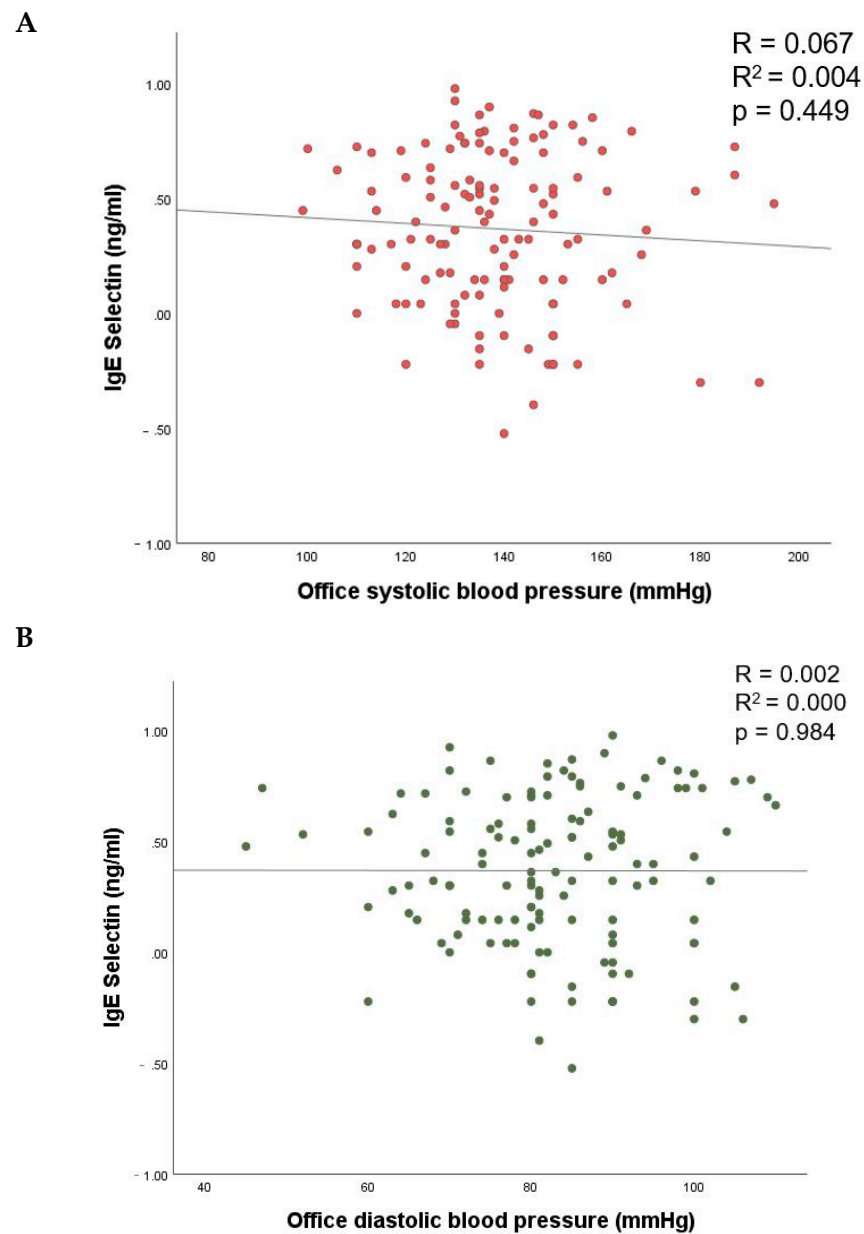 A
R = 0.067
R² = 0.004
p = 0.449
1.00
.50
.00
- .50
- 1.00
IgE Selectin (ng/ml)
80 100 120 140 160 180 200
Office systolic blood pressure (mmHg)
B
R = 0.002
R² = 0.000
p = 0.984
1.00
.50
.00
- .50
- 1.00
IgE Selectin (ng/ml)
40 60 80 100
Office diastolic blood pressure (mmHg)